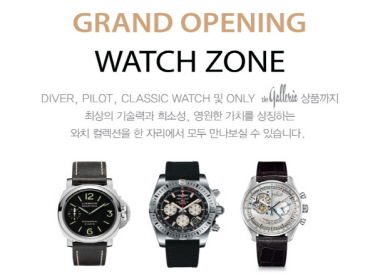 GRAND OPENING
WATCH ZONE
DIVER, PILOT, CLASSIC WATCH 및 ONLY the Gallerie 상품까지
최상의 기술력과 희소성, 영원한 가치를 상징하는
와치 컬렉션을 한 자리에서 모두 만나보실 수 있습니다.